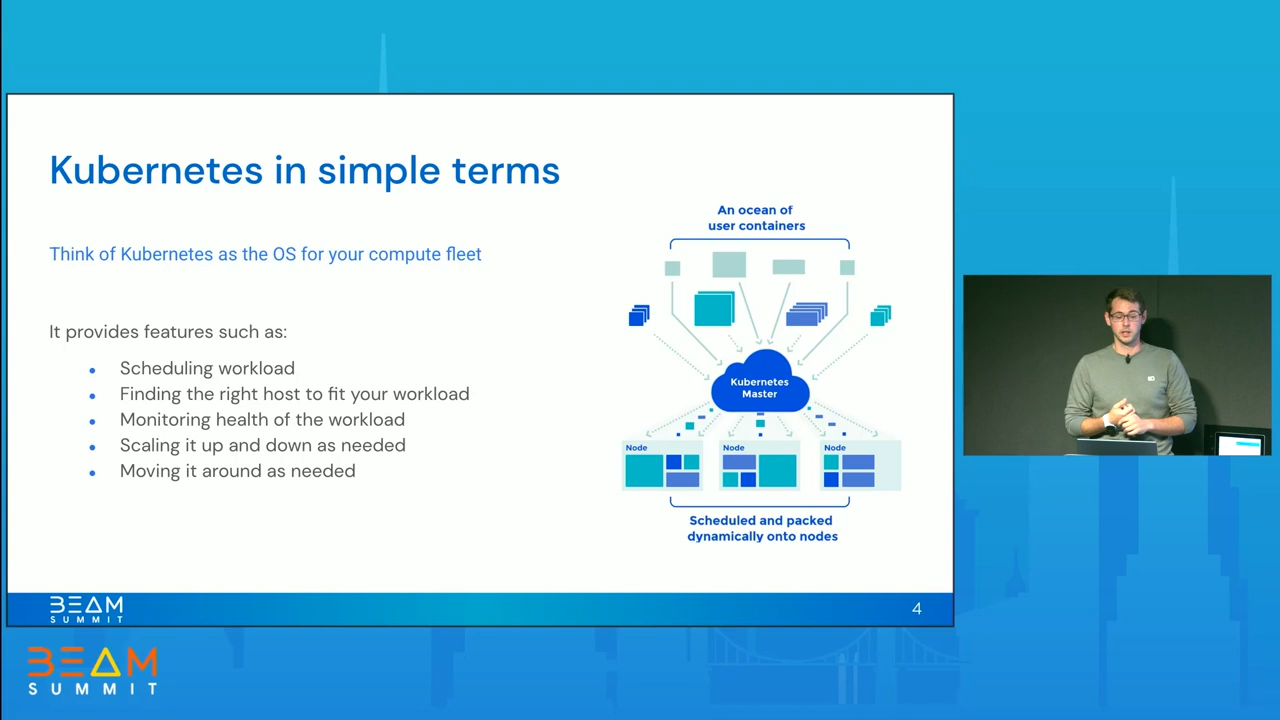 Kubernetes in simple terms
Think of Kubernetes as the OS for your compute fleet
It provides features such as:
Scheduling workload
Finding the right host to fit your workload
Monitoring health of the workload
Scaling it up and down as needed
Moving it around as needed
An ocean of
user containers
Kubernetes
Master
Node
Node
Node
Scheduled and packed
dynamically onto nodes
BEAM
SUMMIT
4
BEAM
SUMMIT